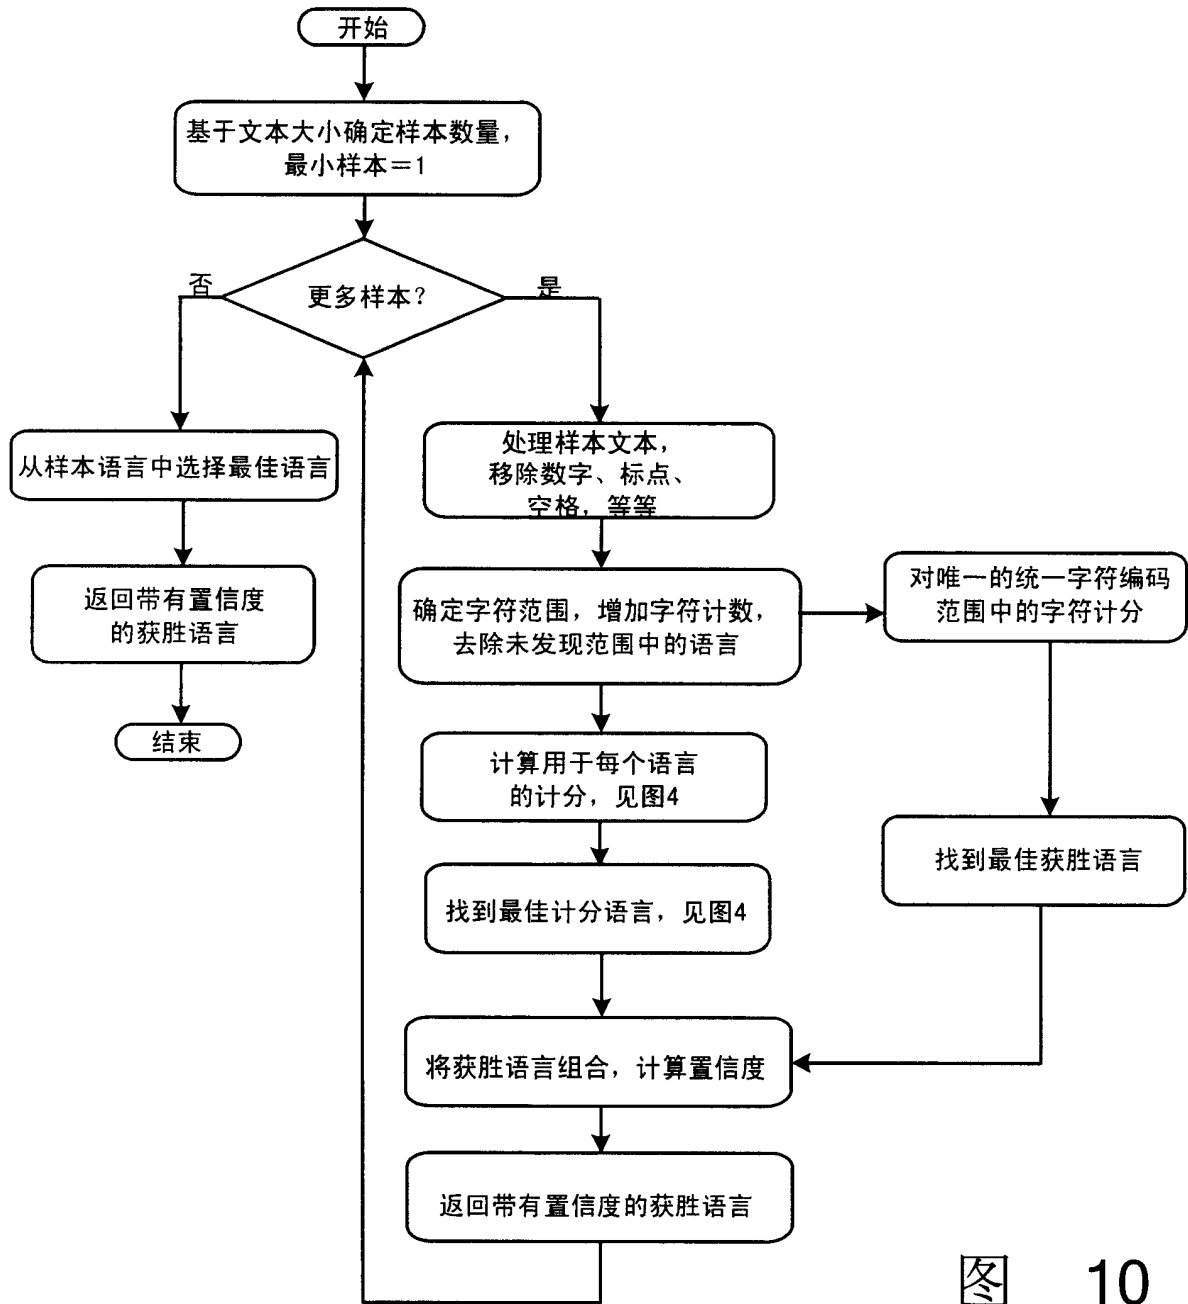 开始
基于文本大小确定样本数量，
最小样本＝1
更多样本？
否
是
从样本语言中选择最佳语言
返回带有置信度
的获胜语言
结束
处理样本文本，
移除数字、标点、
空格，等等
确定字符范围，增加字符计数，
去除未发现范围中的语言
对唯一的统一字符编码
范围中的字符计分
计算用于每个语言
的计分，见图4
找到最佳获胜语言
找到最佳计分语言，见图4
将获胜语言组合，计算置信度
返回带有置信度的获胜语言
图 10